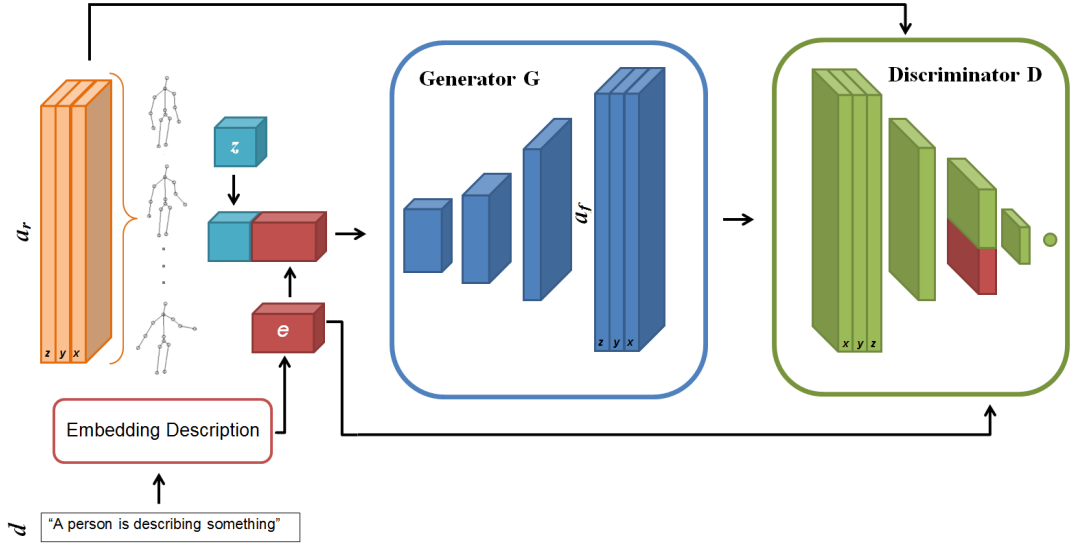 Generator G
Discriminator D
z
a_r
a_f
e
z y x
z y x
x y z
Embedding Description
d
“A person is describing something”